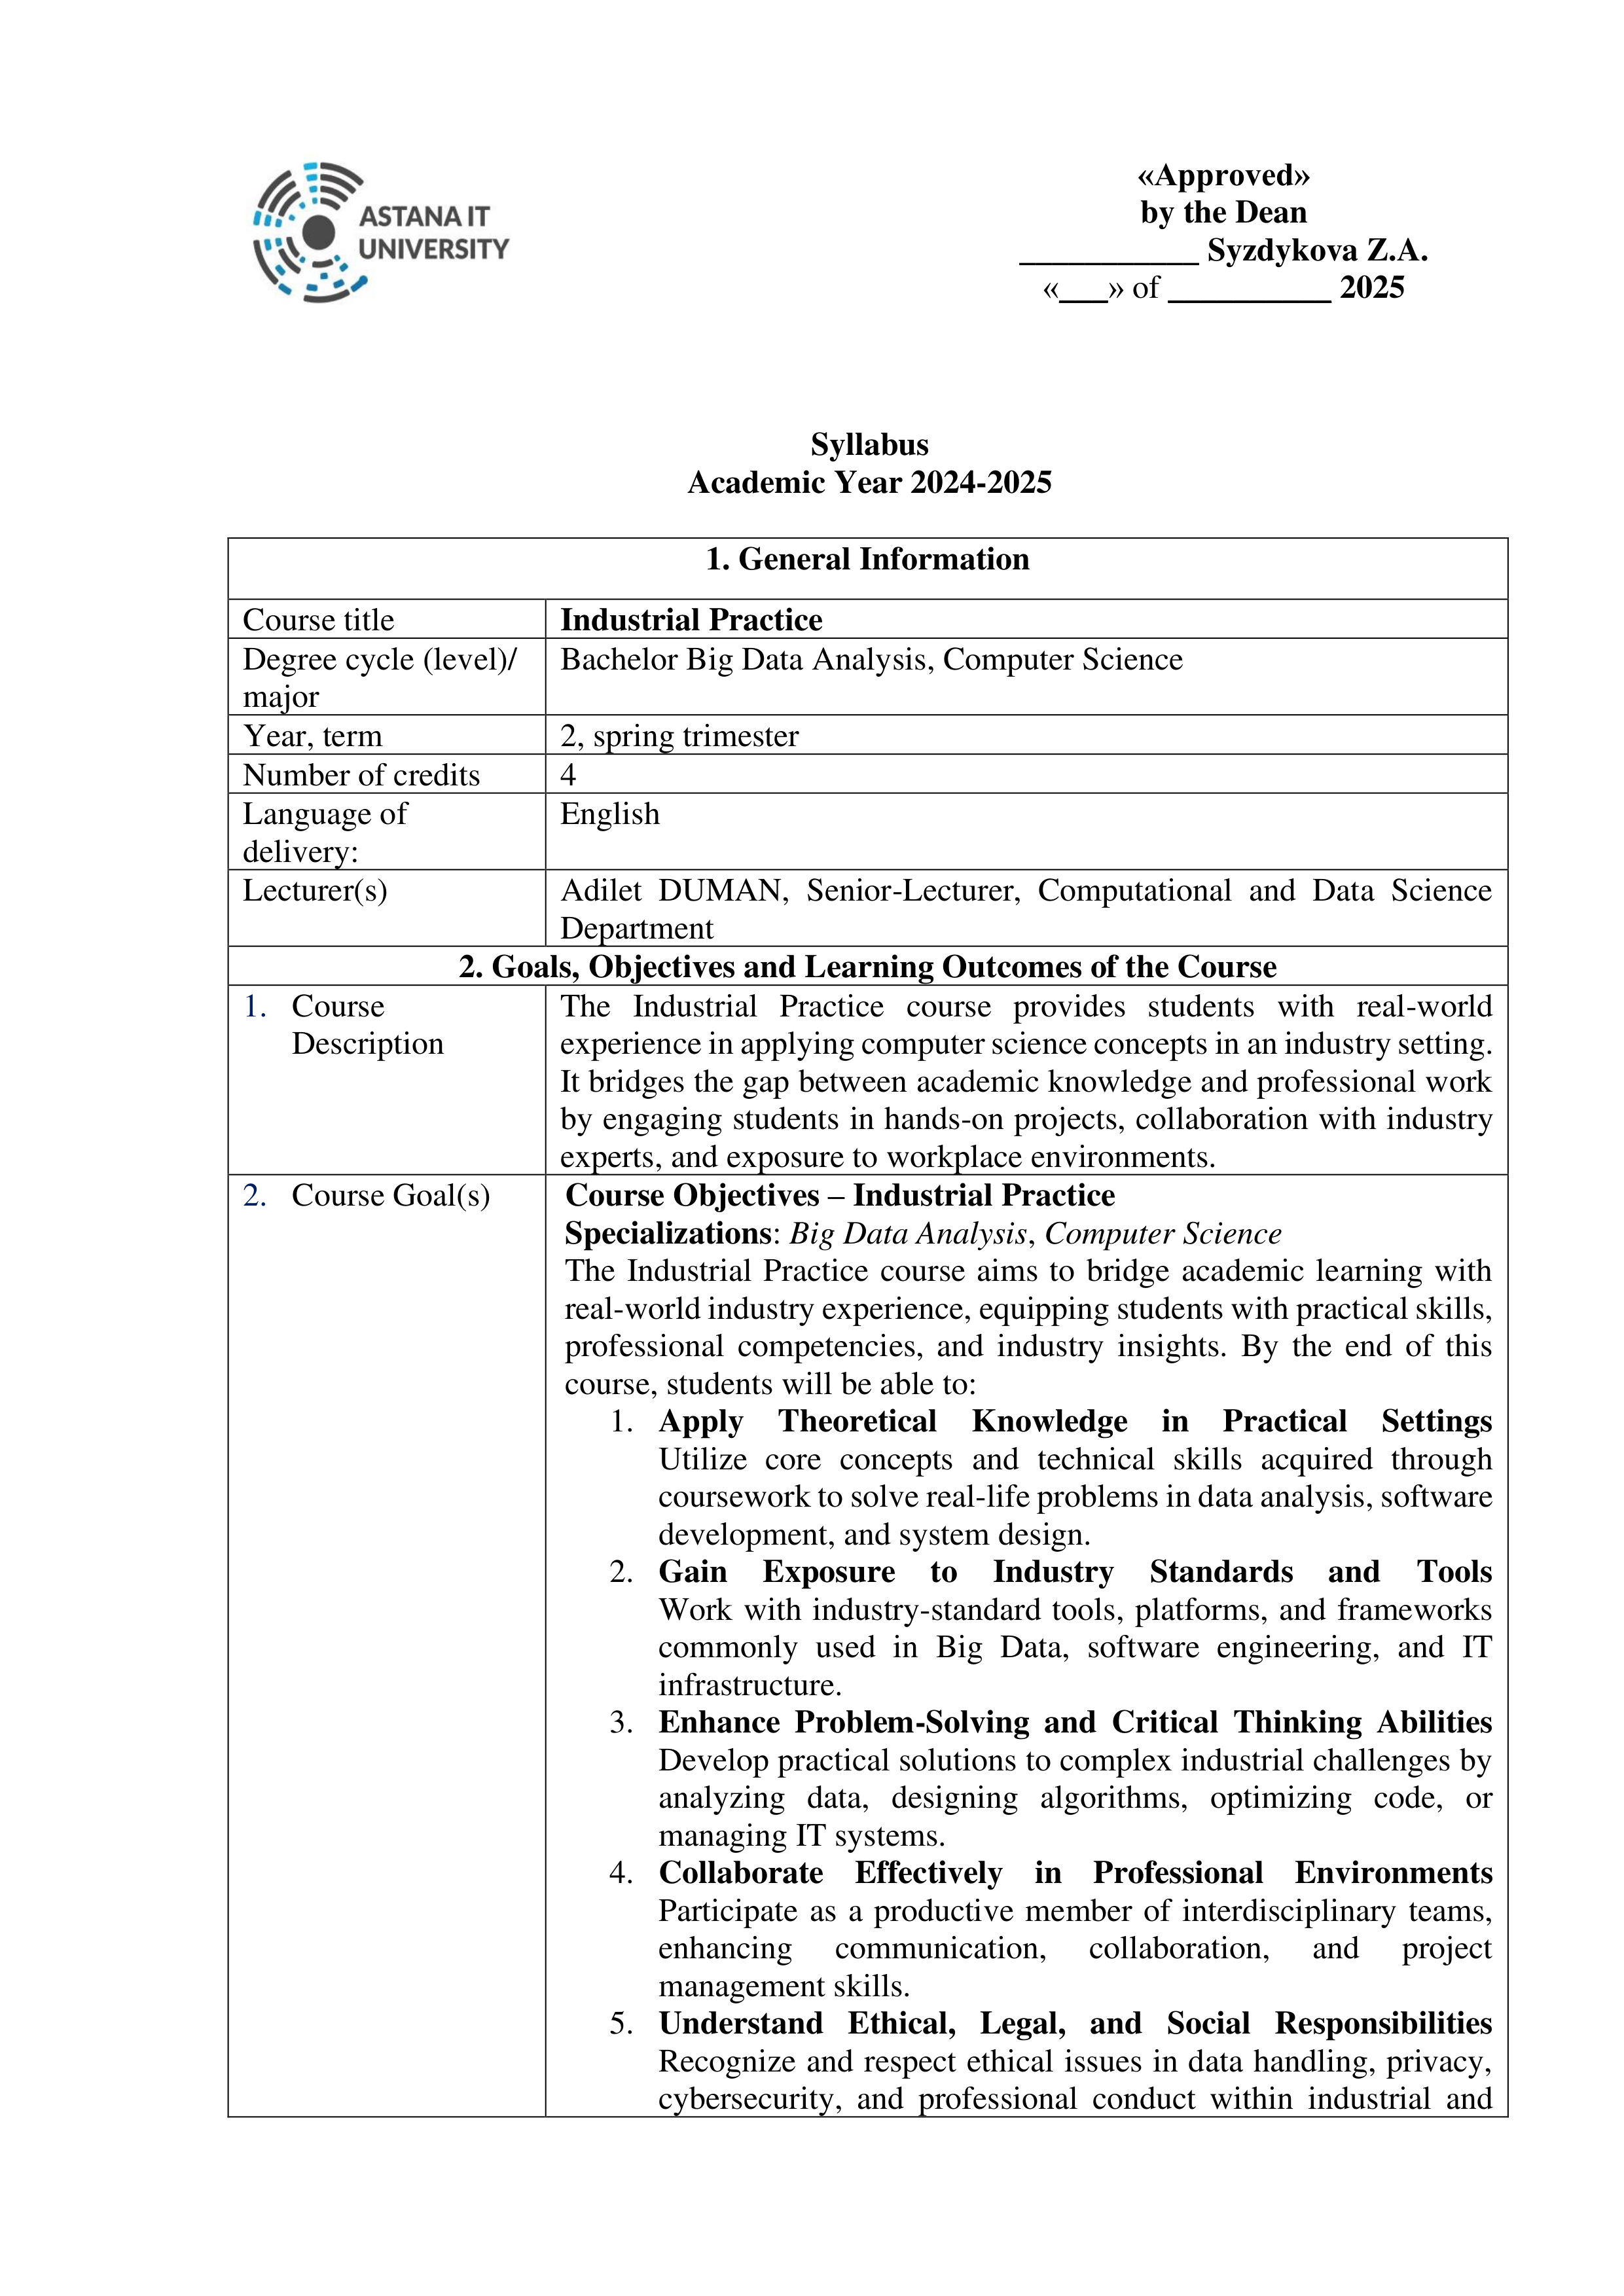 ASTANA IT
UNIVERSITY
«Approved»
by the Dean
___________ Syzdykova Z.A.
«___» of __________ 2025
Syllabus
Academic Year 2024-2025
1. General Information
Course title
Industrial Practice
Degree cycle (level)/
major
Bachelor Big Data Analysis, Computer Science
Year, term
2, spring trimester
Number of credits
4
Language of
delivery:
English
Lecturer(s)
Adilet DUMAN, Senior-Lecturer, Computational and Data Science
Department
2. Goals, Objectives and Learning Outcomes of the Course
1. Course
Description
The Industrial Practice course provides students with real-world
experience in applying computer science concepts in an industry setting.
It bridges the gap between academic knowledge and professional work
by engaging students in hands-on projects, collaboration with industry
experts, and exposure to workplace environments.
2. Course Goal(s)
Course Objectives – Industrial Practice
Specializations: Big Data Analysis, Computer Science
The Industrial Practice course aims to bridge academic learning with
real-world industry experience, equipping students with practical skills,
professional competencies, and industry insights. By the end of this
course, students will be able to:
1. Apply Theoretical Knowledge in Practical Settings
Utilize core concepts and technical skills acquired through
coursework to solve real-life problems in data analysis, software
development, and system design.
2. Gain Exposure to Industry Standards and Tools
Work with industry-standard tools, platforms, and frameworks
commonly used in Big Data, software engineering, and IT
infrastructure.
3. Enhance Problem-Solving and Critical Thinking Abilities
Develop practical solutions to complex industrial challenges by
analyzing data, designing algorithms, optimizing code, or
managing IT systems.
4. Collaborate Effectively in Professional Environments
Participate as a productive member of interdisciplinary teams,
enhancing communication, collaboration, and project
management skills.
5. Understand Ethical, Legal, and Social Responsibilities
Recognize and respect ethical issues in data handling, privacy,
cybersecurity, and professional conduct within industrial and